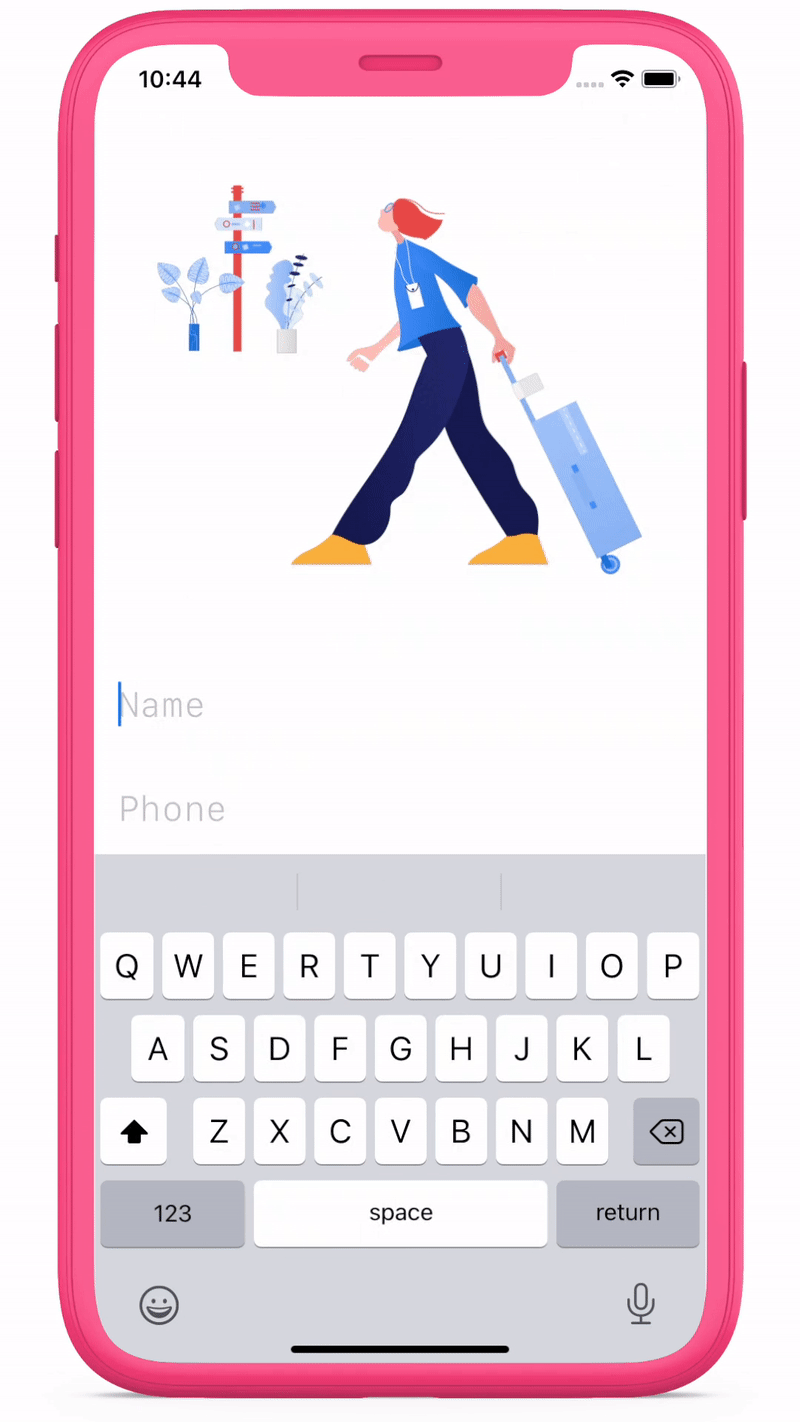 10:44
Name
Phone
Q W E R T Y U I O P
A S D F G H J K L
Z X C V B N M
123 space return